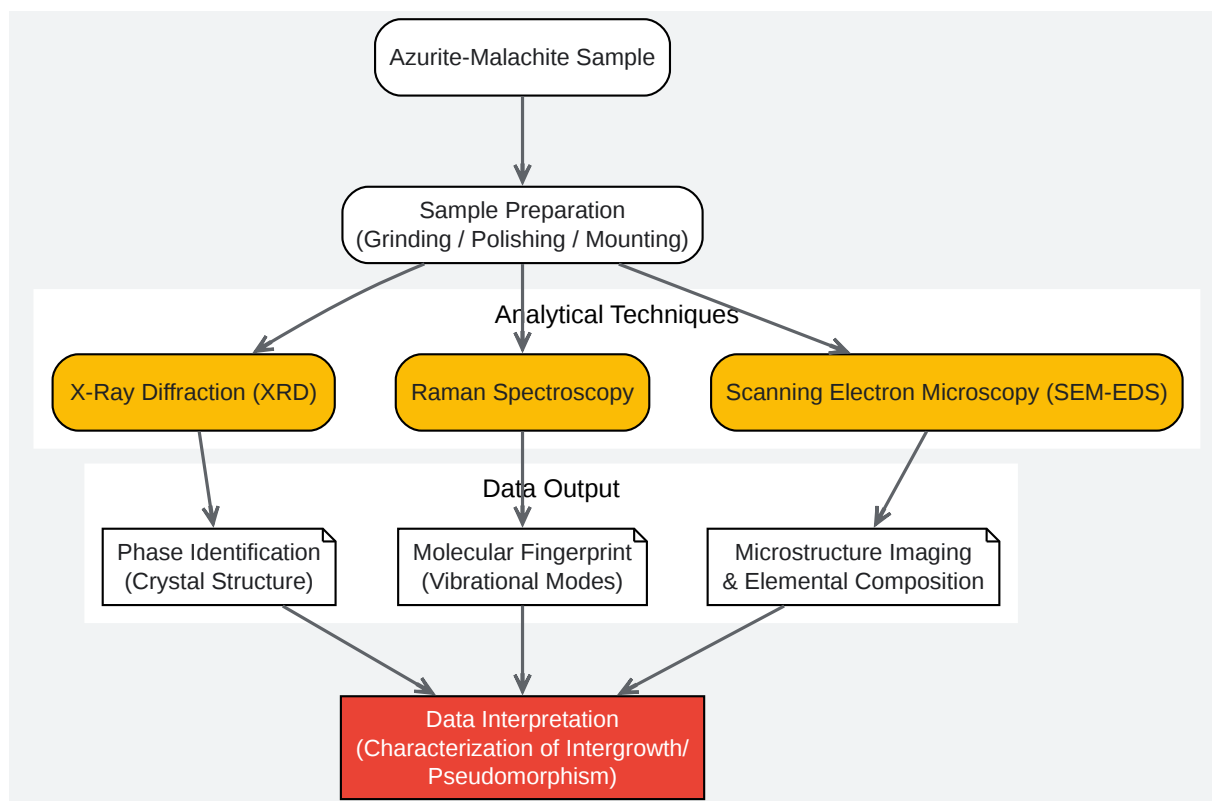 Azurite-Malachite Sample
Sample Preparation
(Grinding / Polishing / Mounting)
Analytical Techniques
X-Ray Diffraction (XRD)
Raman Spectroscopy
Scanning Electron Microscopy (SEM-EDS)
Data Output
Phase Identification
(Crystal Structure)
Molecular Fingerprint
(Vibrational Modes)
Microstructure Imaging
& Elemental Composition
Data Interpretation
(Characterization of Intergrowth/
Pseudomorphism)